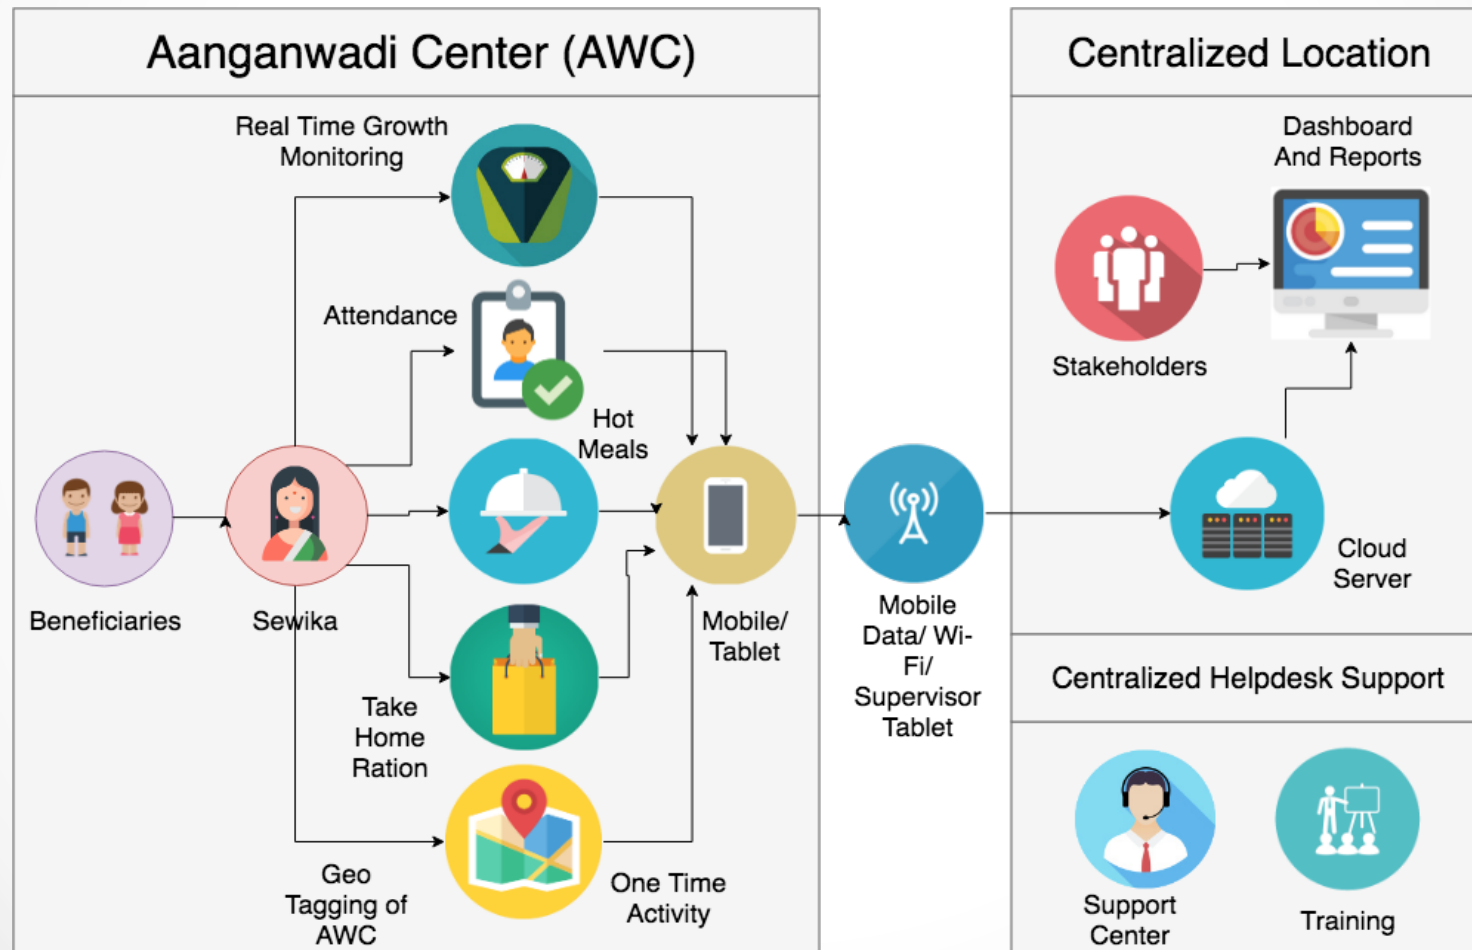 Aanganwadi Center (AWC)
Real Time Growth
Monitoring
Attendance
Hot
Meals
Beneficiaries
Sewika
Mobile/
Tablet
Take
Home
Ration
Geo
Tagging of
AWC
One Time
Activity
Mobile
Data/ Wi-
Fi/
Supervisor
Tablet
Centralized Location
Dashboard
And Reports
Stakeholders
Cloud
Server
Centralized Helpdesk Support
Support
Center
Training